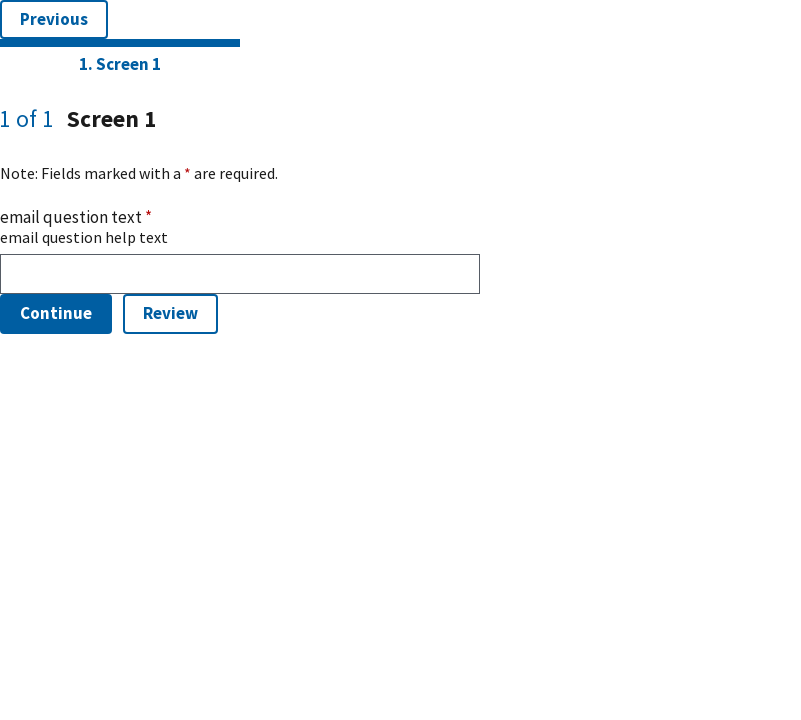 Previous
1. Screen 1
1 of 1 Screen 1
Note: Fields marked with a * are required.
email question text *
email question help text
Continue Review